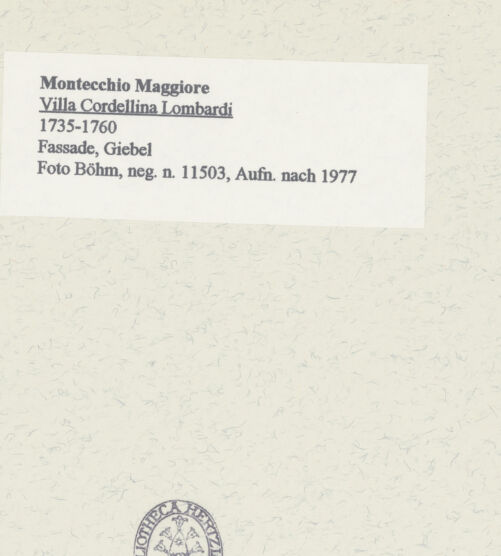 Montecchio Maggiore
Villa Cordellina Lombardi
1735-1760
Fassade, Giebel
Foto Böhm, neg. n. 11503, Aufn. nach 1977